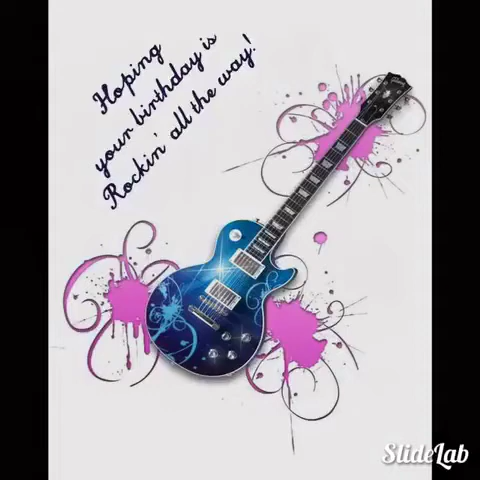 Hoping
your birthday is
Rockin' all the way!
SlideLab